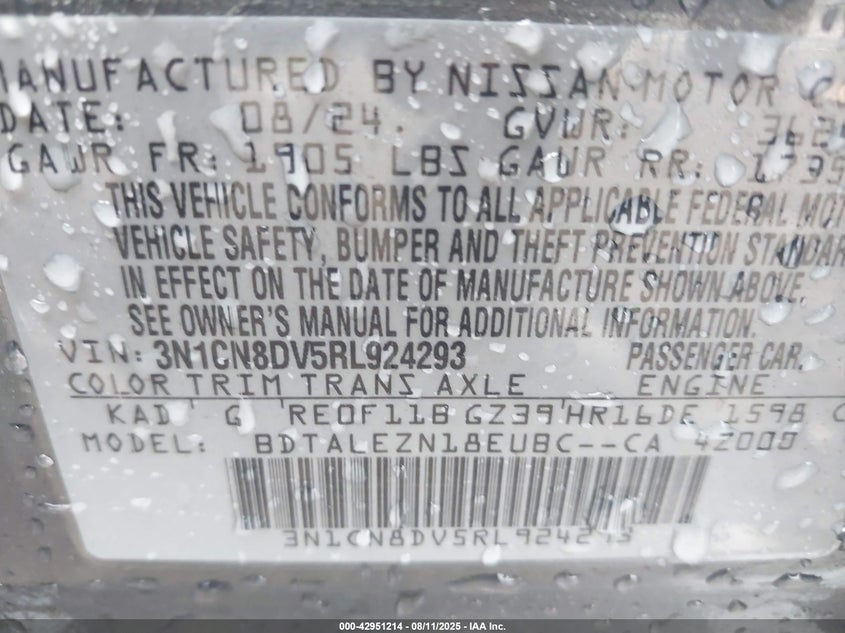 MANUFACTURED BY NISSAN MOTOR
DATE: 08/24. GVWR:
GAWR FR: 1905 LBS GAWR RR:
THIS VEHICLE CONFORMS TO ALL APPLICABLE FEDERAL MOT
VEHICLE SAFETY, BUMPER AND THEFT PREVENTION STANDAR
IN EFFECT ON THE DATE OF MANUFACTURE SHOWN ABOVE.
SEE OWNER'S MANUAL FOR ADDITIONAL INFORMATION.
VIN: 3N1CN8DV5RL924293 PASSENGER CAR.
COLOR TRIM TRANS AXLE ENGINE
KAD G RE0F11B GZ39 HR16DE 1598 C
MODEL: BDTALEZN18EUBC--CA 42000
3N1CN8DV5RL924293
000-42951214 - 08/11/2025 - IAA Inc.